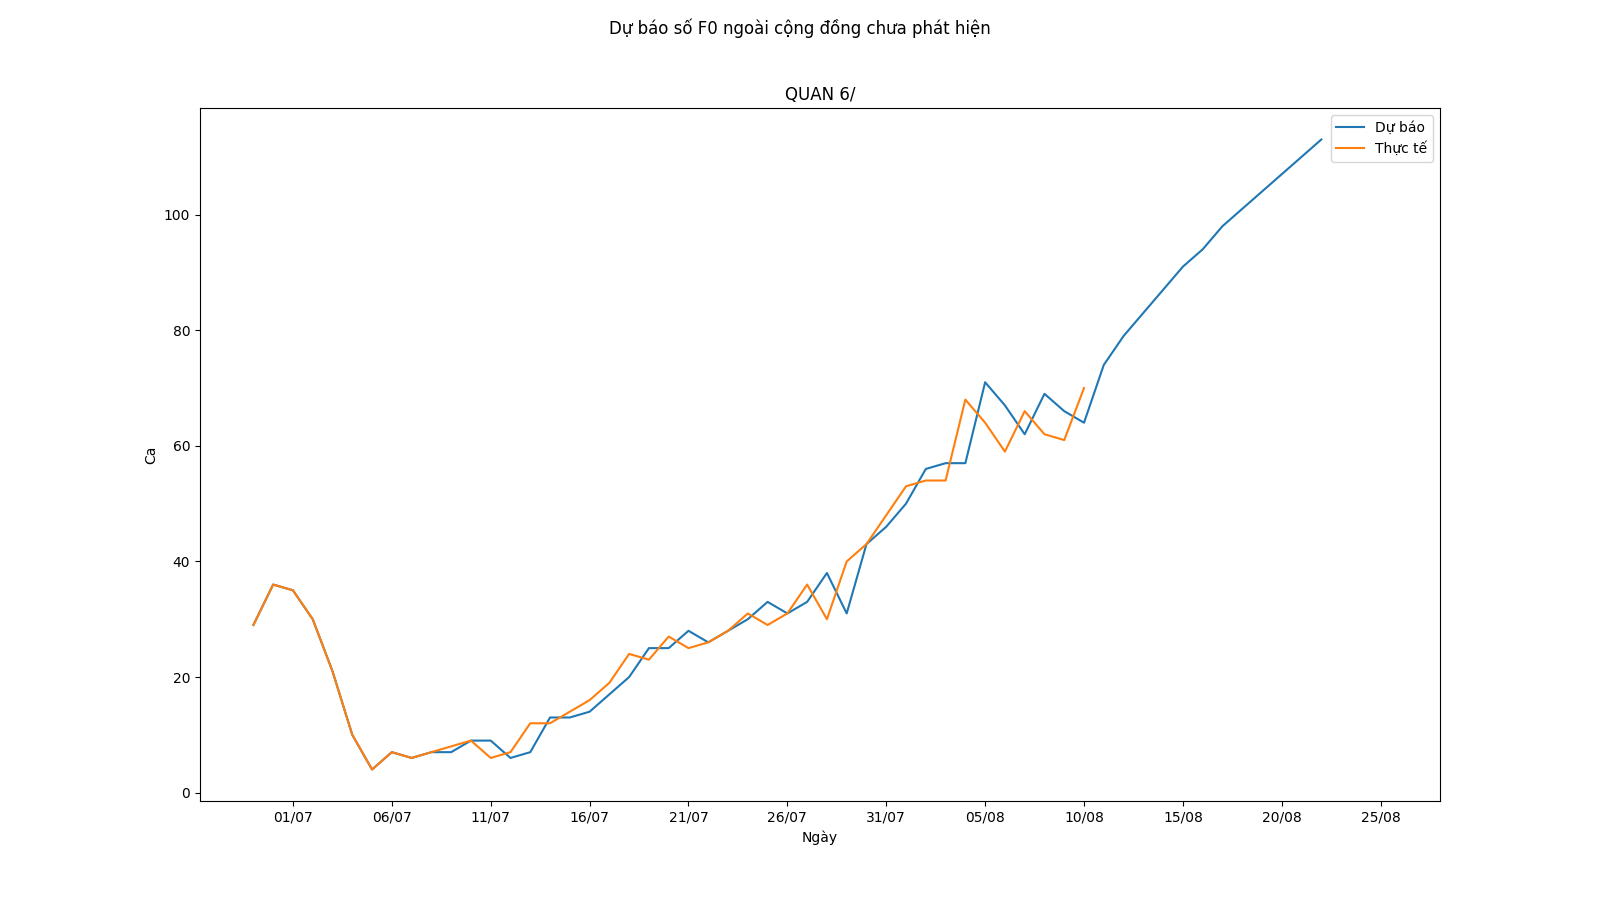 Dự báo số F0 ngoài cộng đồng chưa phát hiện
QUAN 6/
Dự báo
Thực tế
100
80
60
40
20
0
Ca
01/07 06/07 11/07 16/07 21/07 26/07 31/07 05/08 10/08 15/08 20/08 25/08
Ngày